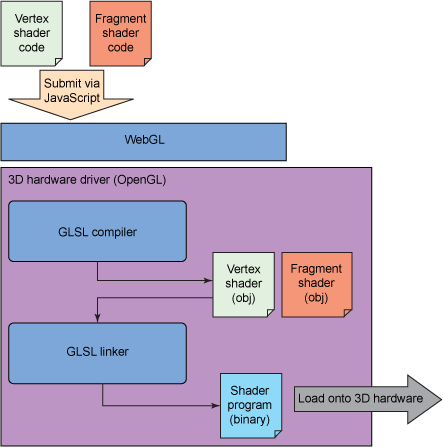 Vertex
shader
code
Fragment
shader
code
Submit via
JavaScript
WebGL
3D hardware driver (OpenGL)
GLSL compiler
Vertex
shader
(obj)
Fragment
shader
(obj)
GLSL linker
Shader
program
(binary)
Load onto 3D hardware